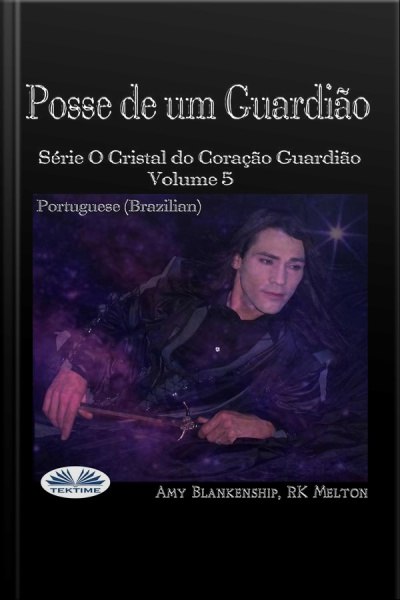 Posse de um Guardião
Série O Cristal do Coração Guardião
Volume 5
Portuguese (Brazilian)
TEKTIME
Amy Blankenship, RK Melton